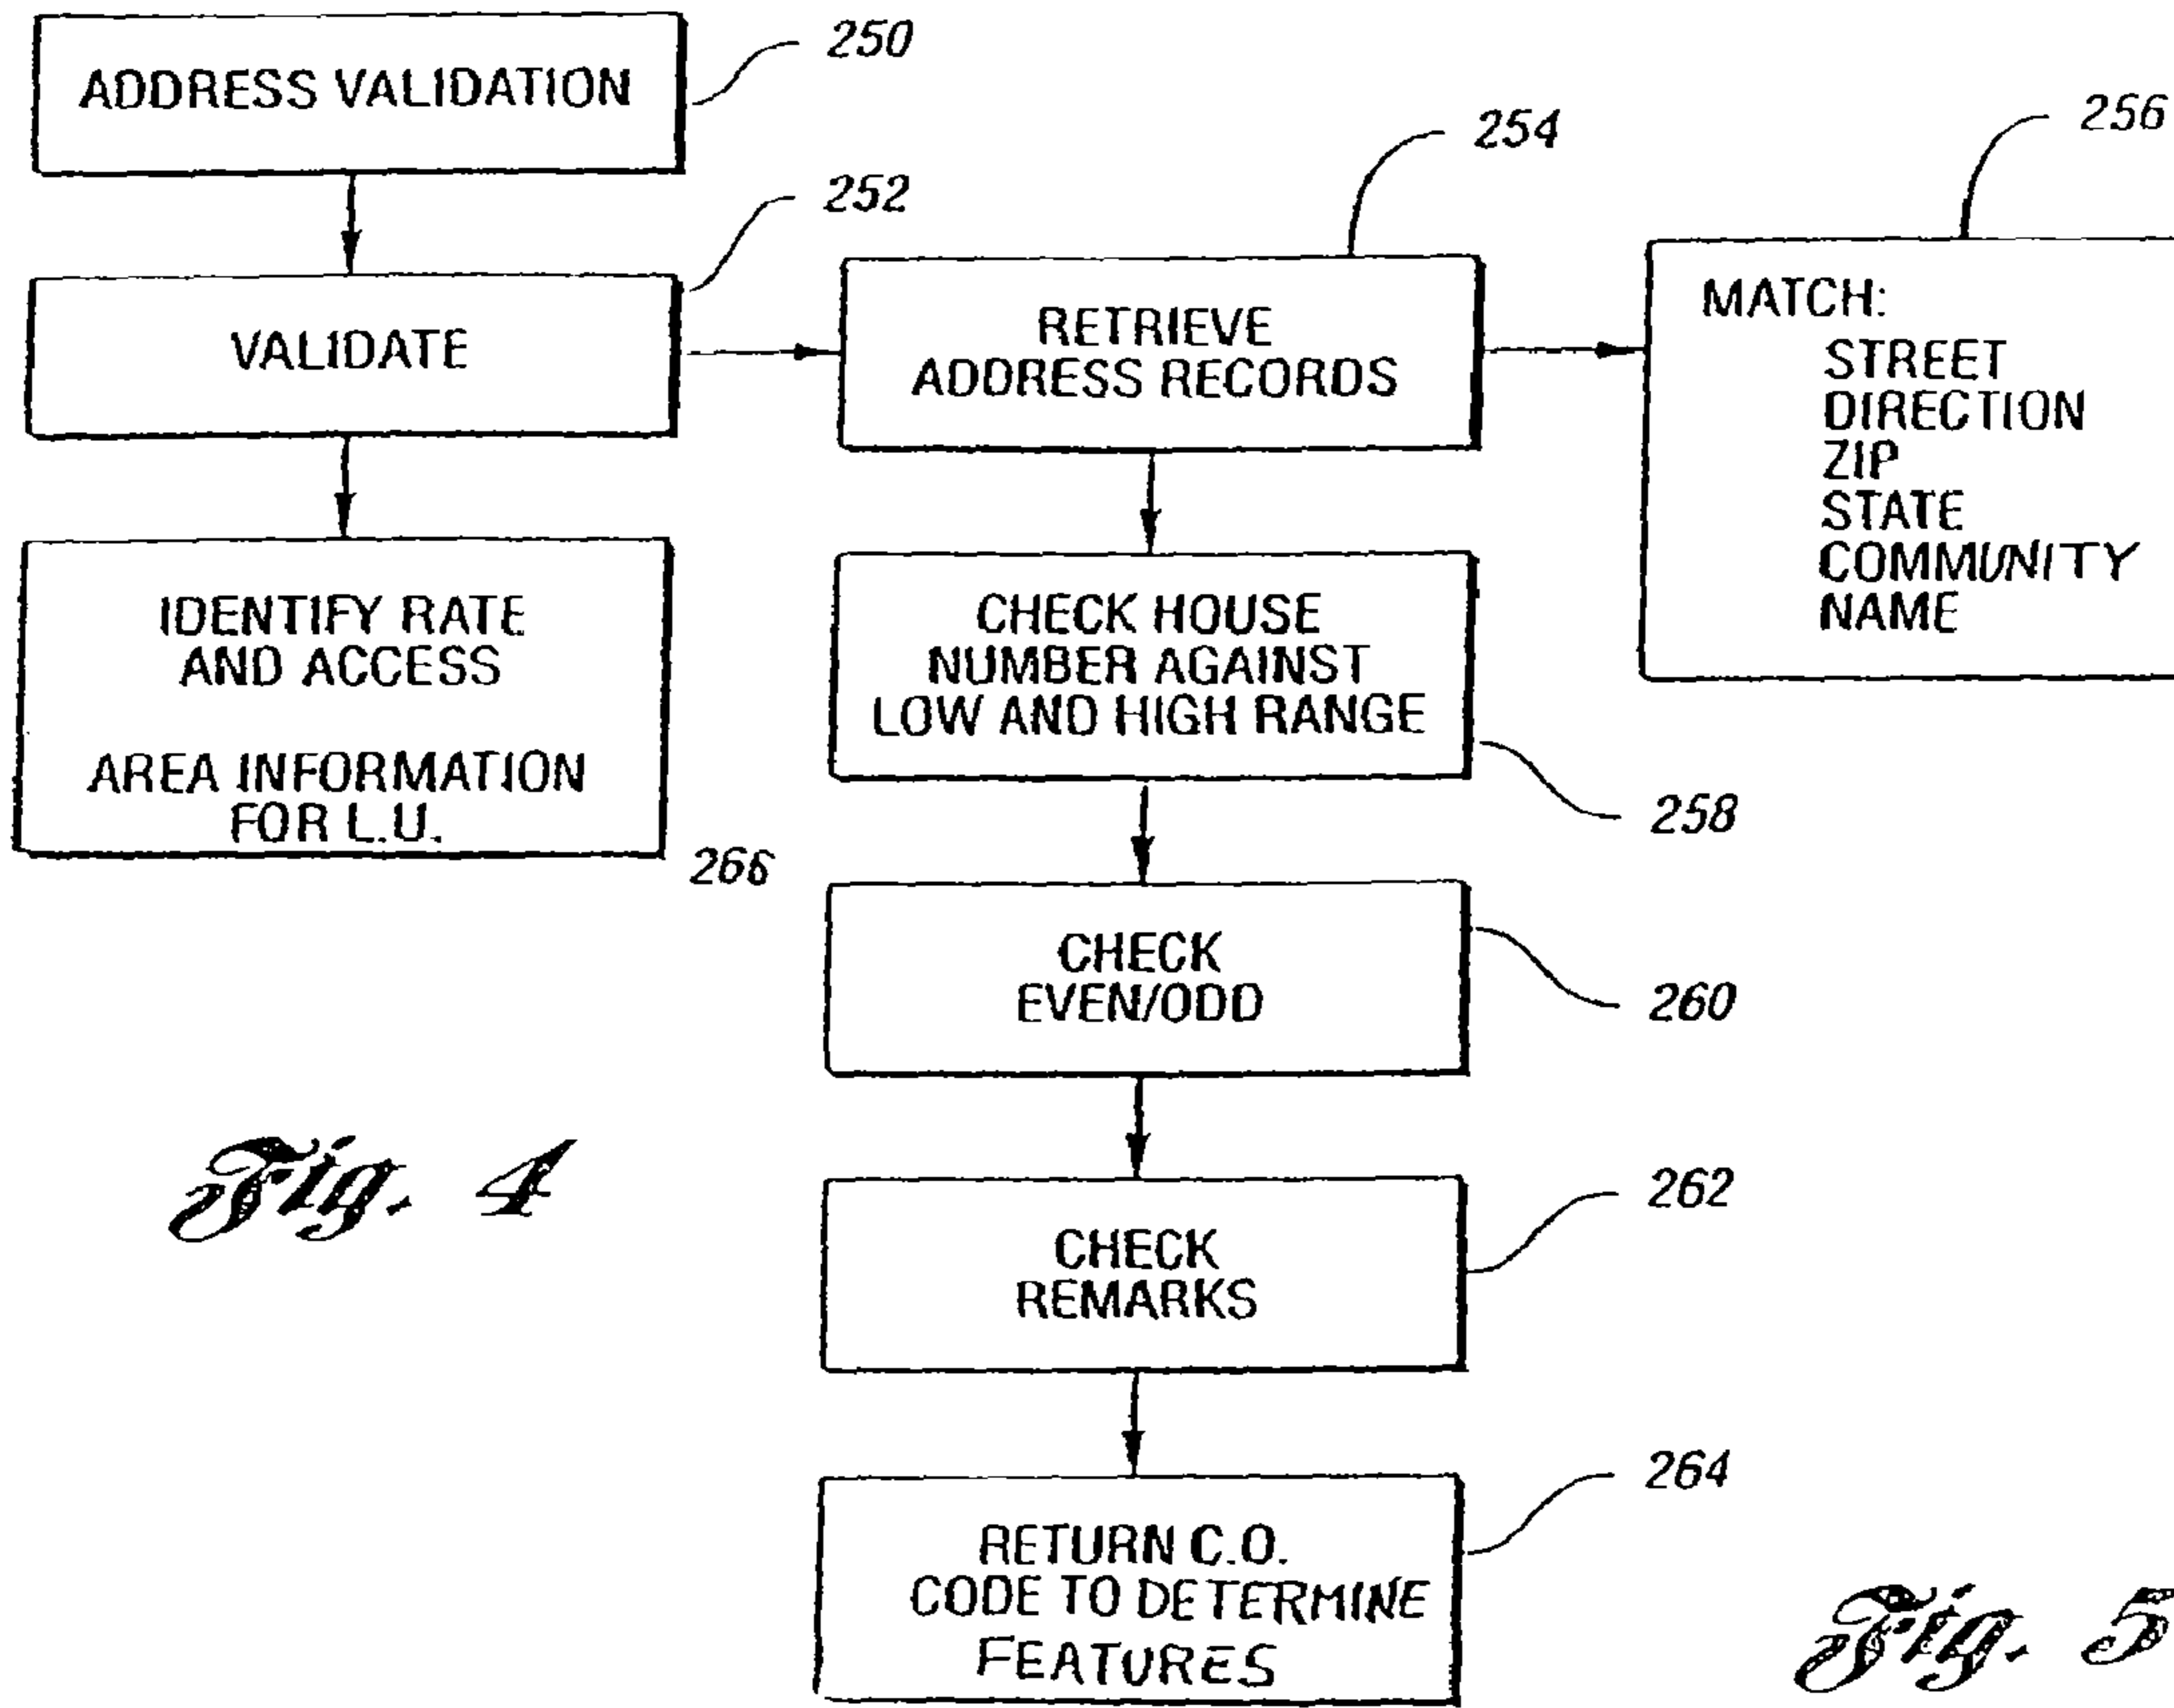 ADDRESS VALIDATION
250
VALIDATE
252
IDENTIFY RATE
AND ACCESS
AREA INFORMATION
FOR L.U.
266
RETRIEVE
ADDRESS RECORDS
254
MATCH:
STREET
DIRECTION
ZIP
STATE
COMMUNITY
NAME
256
CHECK HOUSE
NUMBER AGAINST
LOW AND HIGH RANGE
258
CHECK
EVEN/ODD
260
CHECK
REMARKS
262
RETURN C.O.
CODE TO DETERMINE
FEATURES
264
Fig. 4
Fig. 5